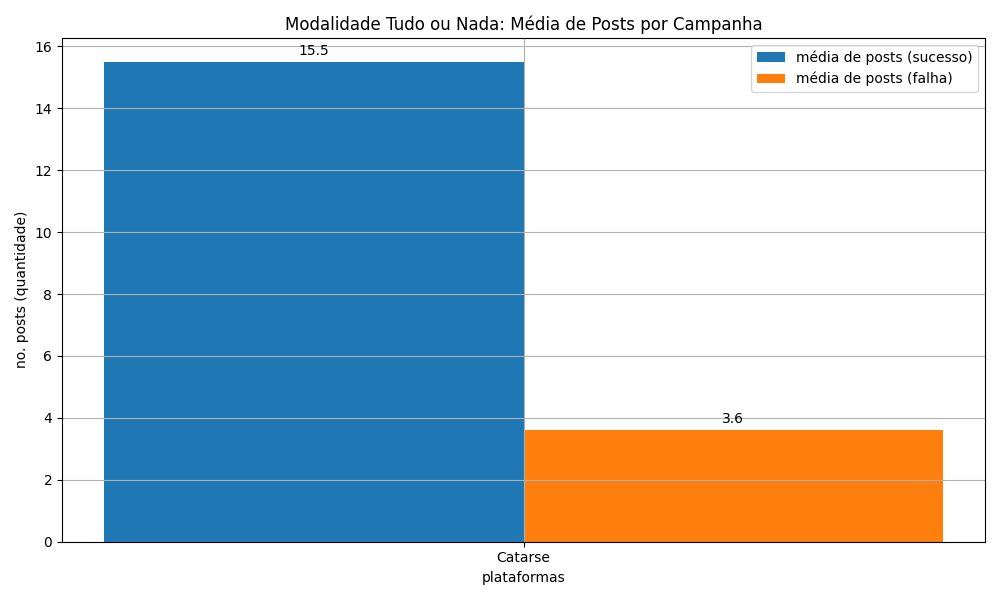 Modalidade Tudo ou Nada: Média de Posts por Campanha
média de posts (sucesso)
média de posts (falha)
no. posts (quantidade)
16
14
12
10
8
6
4
2
0
15.5
3.6
Catarse
plataformas